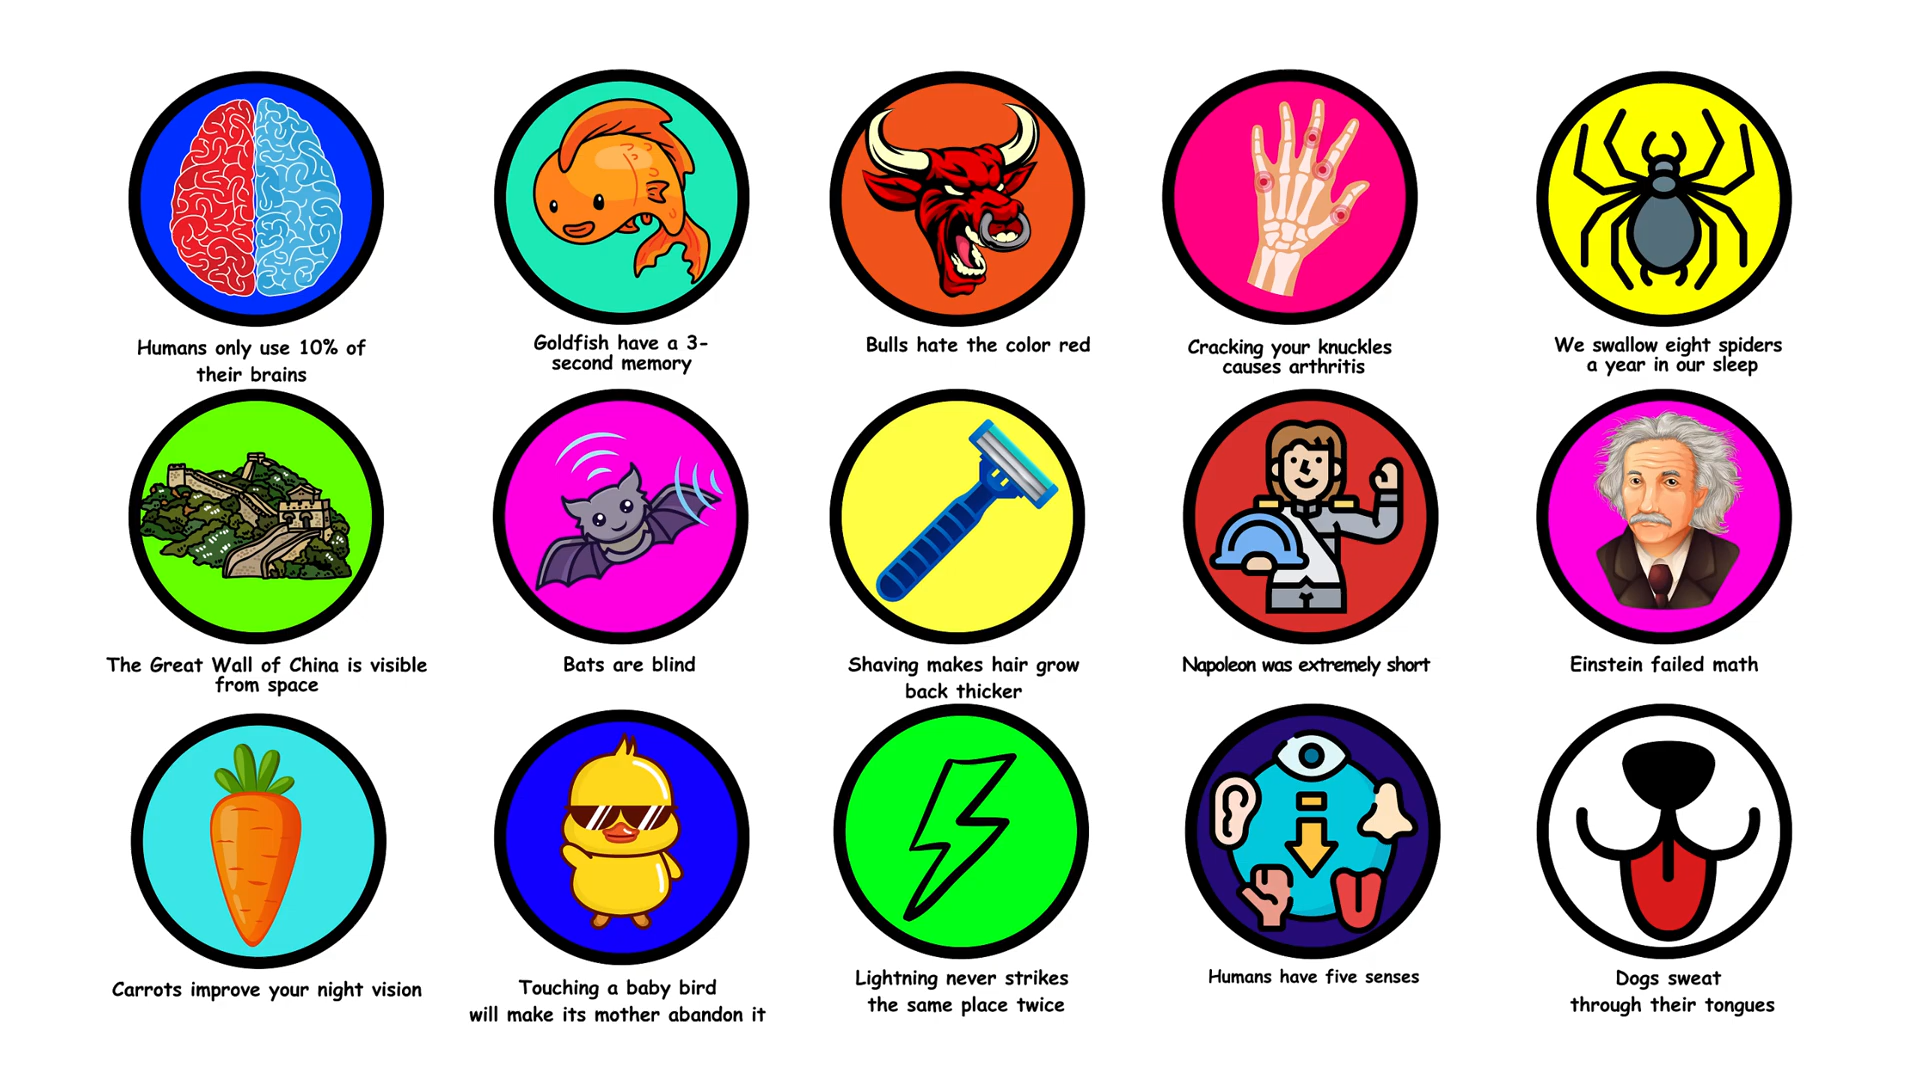 Humans only use 10% of
their brains
Goldfish have a 3-
second memory
Bulls hate the color red
Cracking your knuckles
causes arthritis
We swallow eight spiders
a year in our sleep
The Great Wall of China is visible
from space
Bats are blind
Shaving makes hair grow
back thicker
Napoleon was extremely short
Einstein failed math
Carrots improve your night vision
Touching a baby bird
will make its mother abandon it
Lightning never strikes
the same place twice
Humans have five senses
Dogs sweat
through their tongues